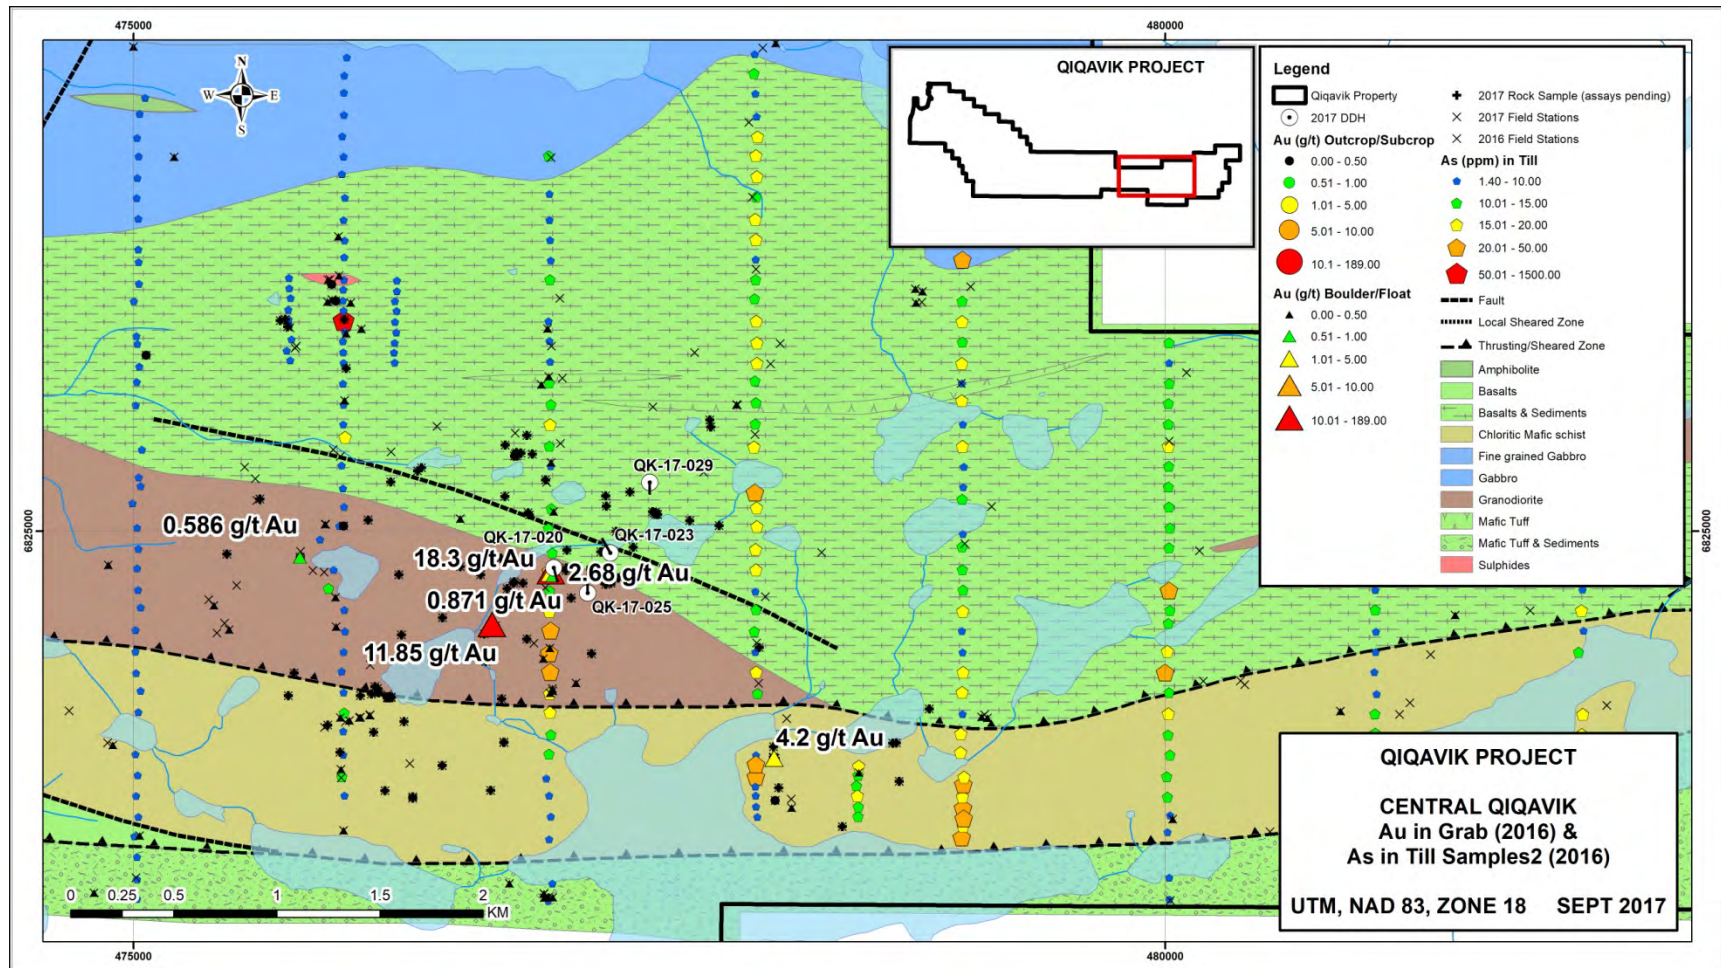 475000
480000
N
W
E
S
QIQAVIK PROJECT
Legend
Qiqavik Property
2017 DDH
Au (g/t) Outcrop/Subcrop
0.00 - 0.50
0.51 - 1.00
1.01 - 5.00
5.01 - 10.00
10.1 - 189.00
Au (g/t) Boulder/Float
0.00 - 0.50
0.51 - 1.00
1.01 - 5.00
5.01 - 10.00
10.01 - 189.00
2017 Rock Sample (assays pending)
2017 Field Stations
2016 Field Stations
As (ppm) in Till
1.40 - 10.00
10.01 - 15.00
15.01 - 20.00
20.01 - 50.00
50.01 - 1500.00
Fault
Local Sheared Zone
Thrusting/Sheared Zone
Amphibolite
Basalts
Basalts & Sediments
Chloritic Mafic schist
Fine grained Gabbro
Gabbro
Granodiorite
Mafic Tuff
Mafic Tuff & Sediments
Sulphides
6825000
6825000
QK-17-029
0.586 g/t Au
QK-17-020
QK-17-023
18.3 g/t Au
2.68 g/t Au
0.871 g/t Au
QK-17-025
11.85 g/t Au
4.2 g/t Au
QIQAVIK PROJECT
CENTRAL QIQAVIK
Au in Grab (2016) &
As in Till Samples2 (2016)
UTM, NAD 83, ZONE 18 SEPT 2017
0 0.25 0.5 1 1.5 2
KM
475000
480000